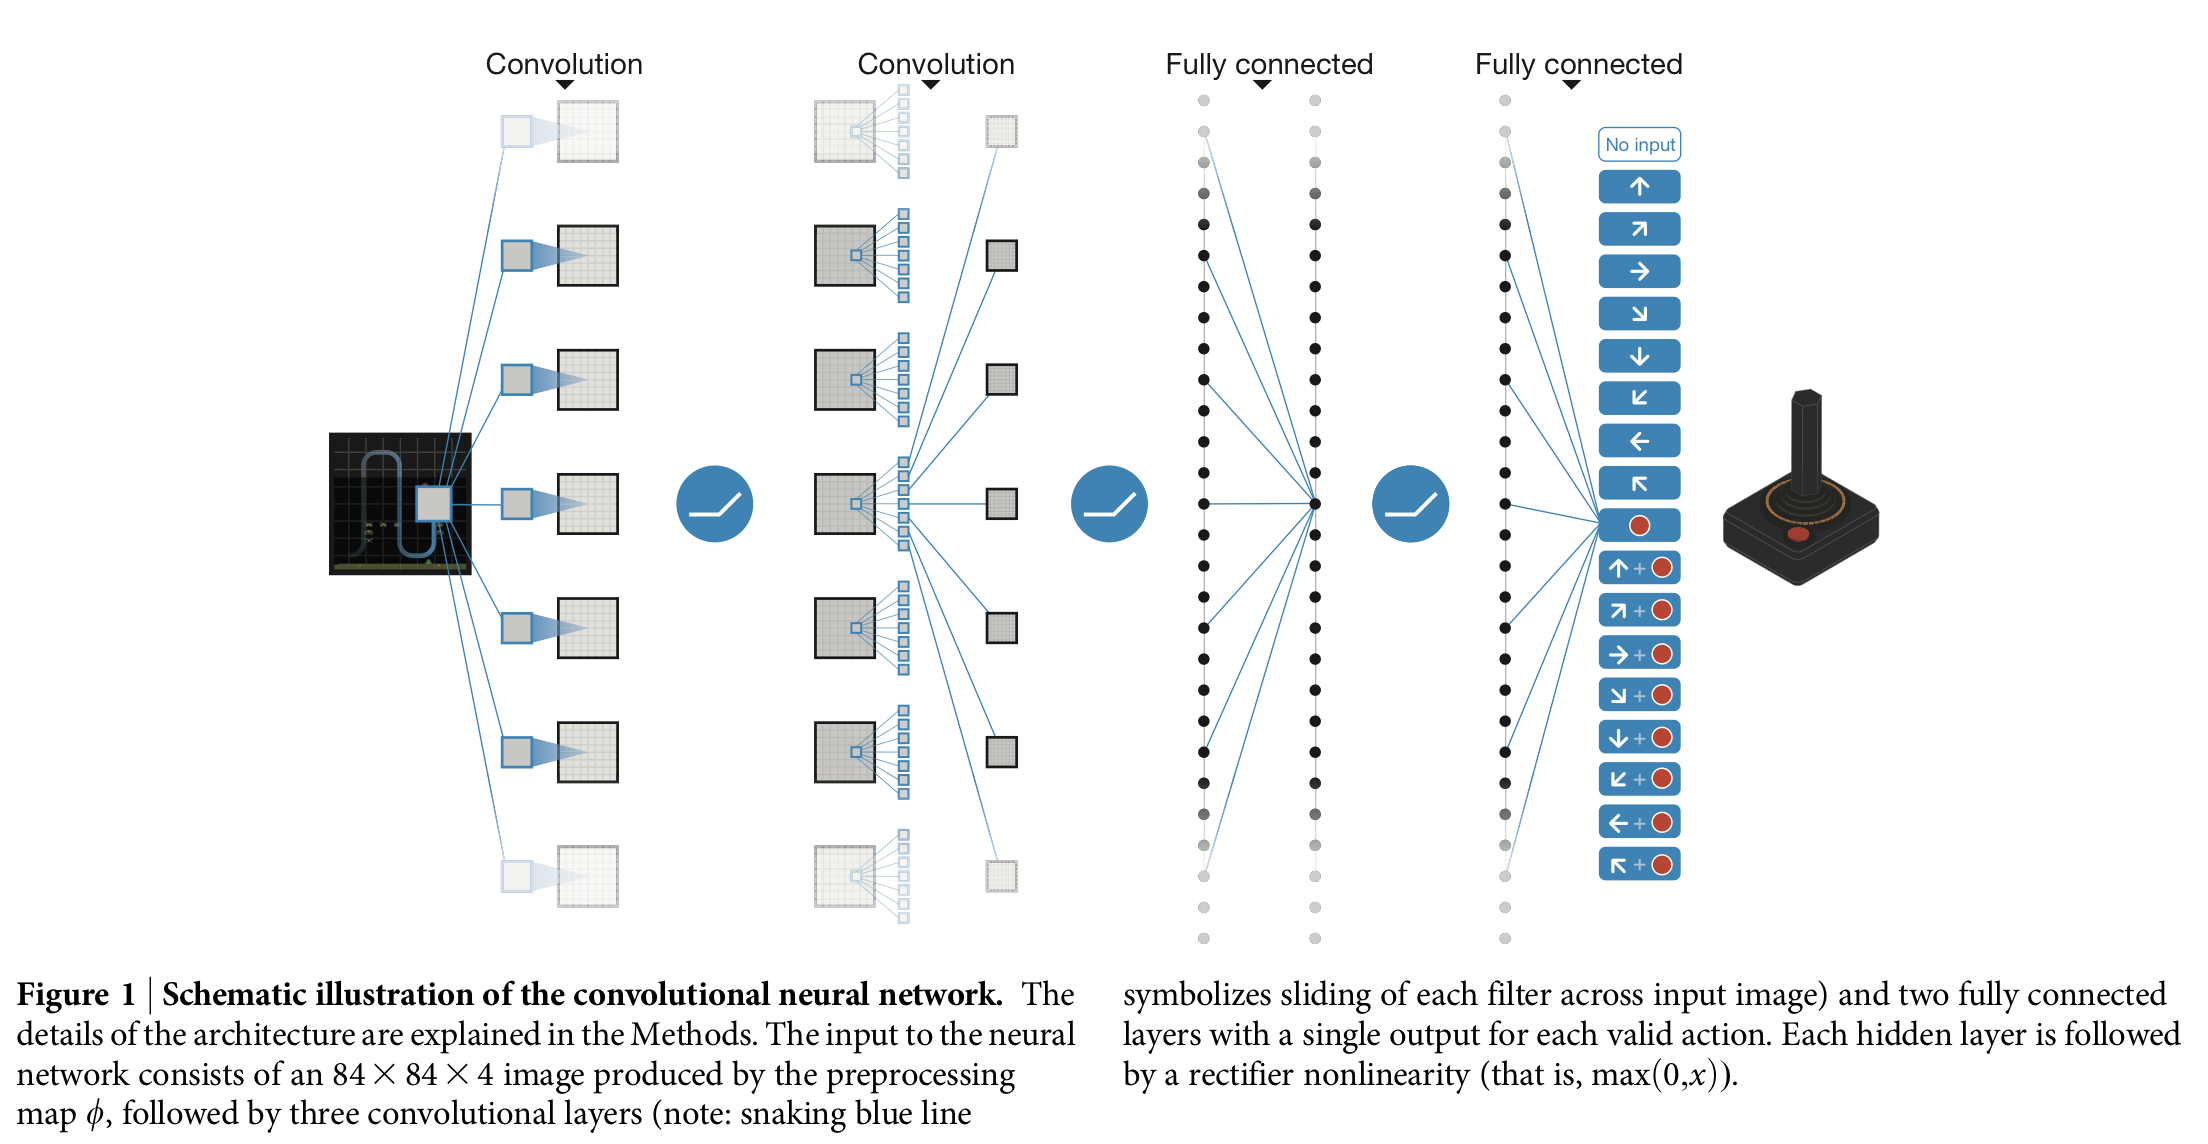 Convolution
Convolution
Fully connected
Fully connected
No input
+
+
+
+
+
+
+
+
Figure 1 | Schematic illustration of the convolutional neural network. The
details of the architecture are explained in the Methods. The input to the neural
network consists of an 84 × 84 × 4 image produced by the preprocessing
map ϕ, followed by three convolutional layers (note: snaking blue line
symbolizes sliding of each filter across input image) and two fully connected
layers with a single output for each valid action. Each hidden layer is followed
by a rectifier nonlinearity (that is, max(0,x)).